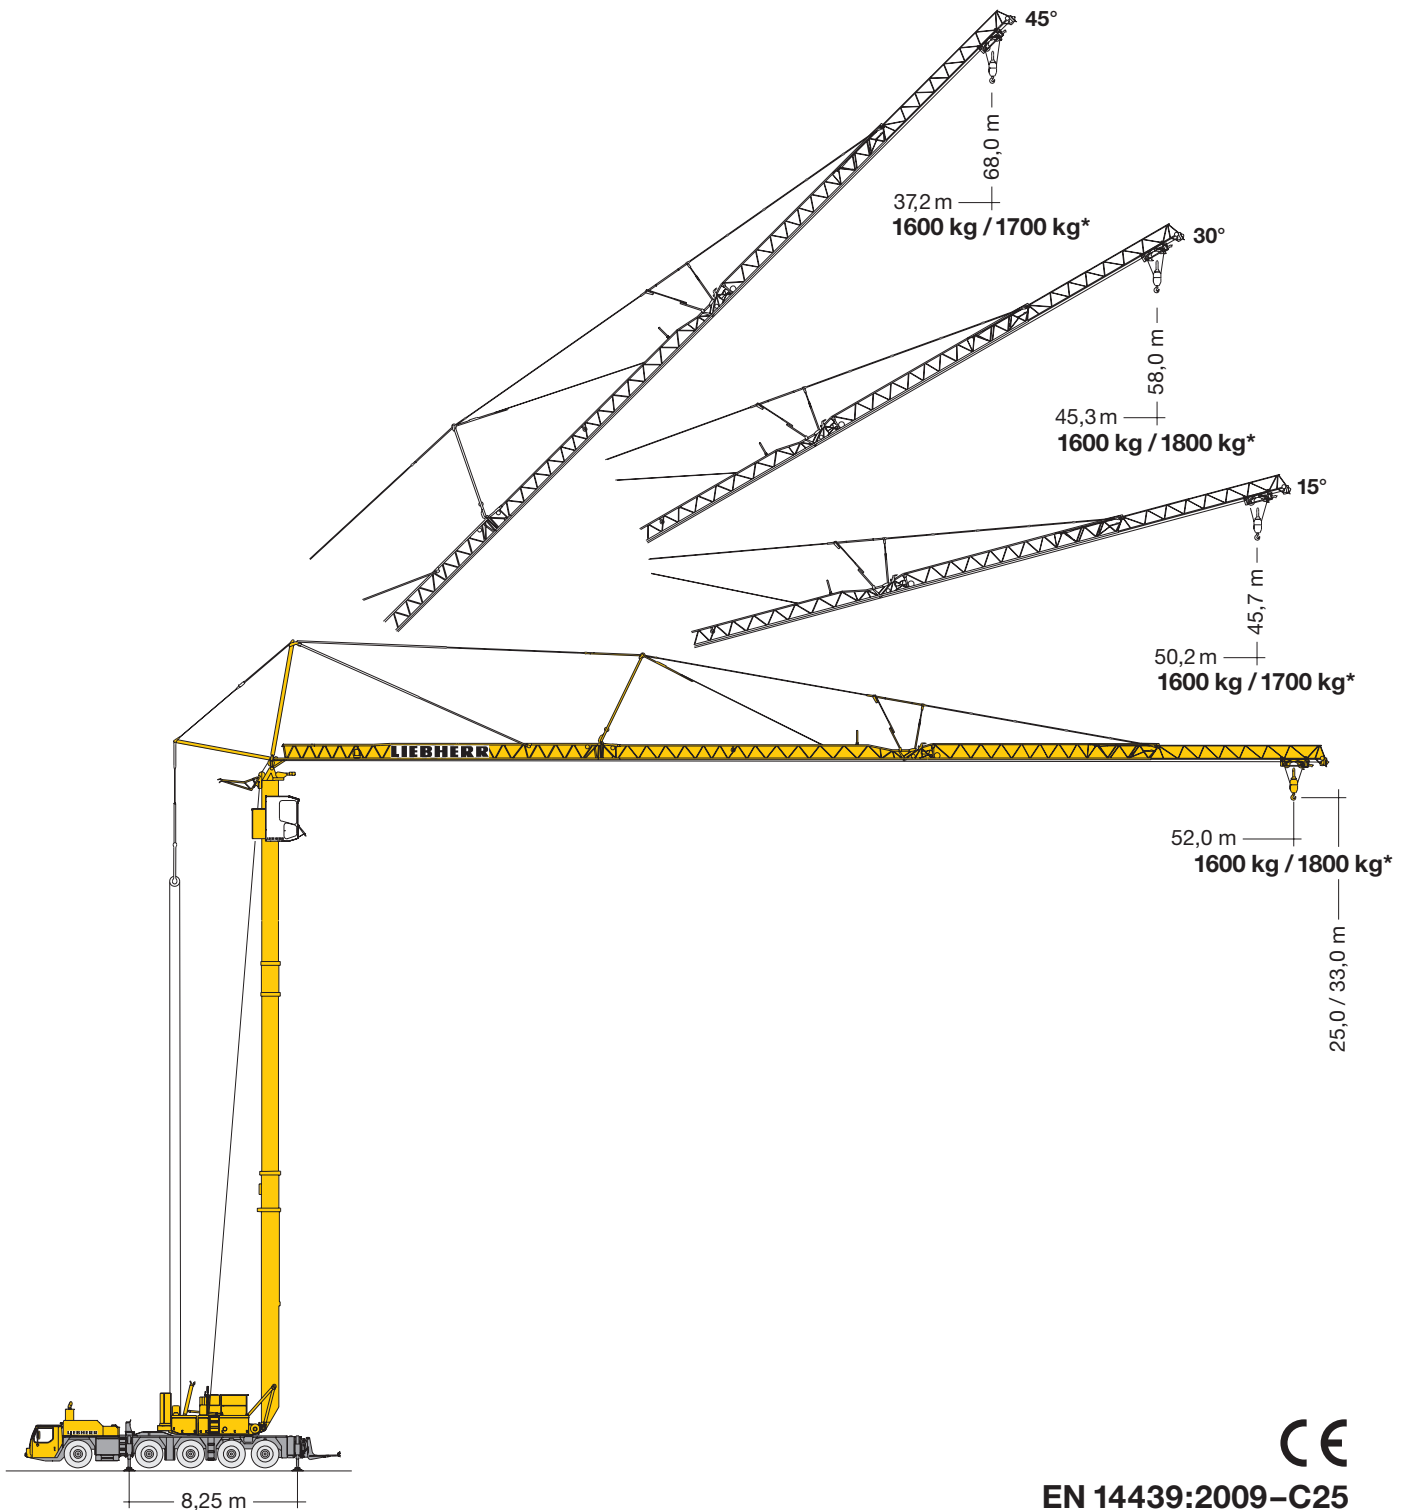 45°
68,0 m
37,2 m
1600 kg / 1700 kg*
30°
58,0 m
45,3 m
1600 kg / 1800 kg*
15°
45,7 m
50,2 m
1600 kg / 1700 kg*
LIEBHERR
52,0 m
1600 kg / 1800 kg*
25,0 / 33,0 m
LIEBHERR
8,25 m
CE
EN 14439:2009–C25